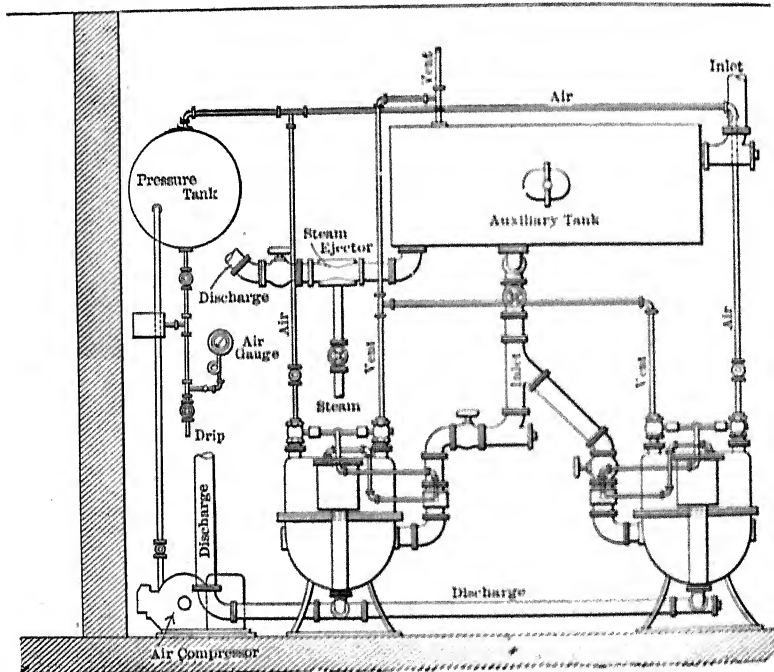 Vent
Inlet
Air
Pressure
Tank
Auxiliary Tank
Steam
Ejector
Discharge
Air
Gauge
Air
Vent
Inlet
Vent
Air
Steam
Drip
Discharge
Discharge
Air Compressor